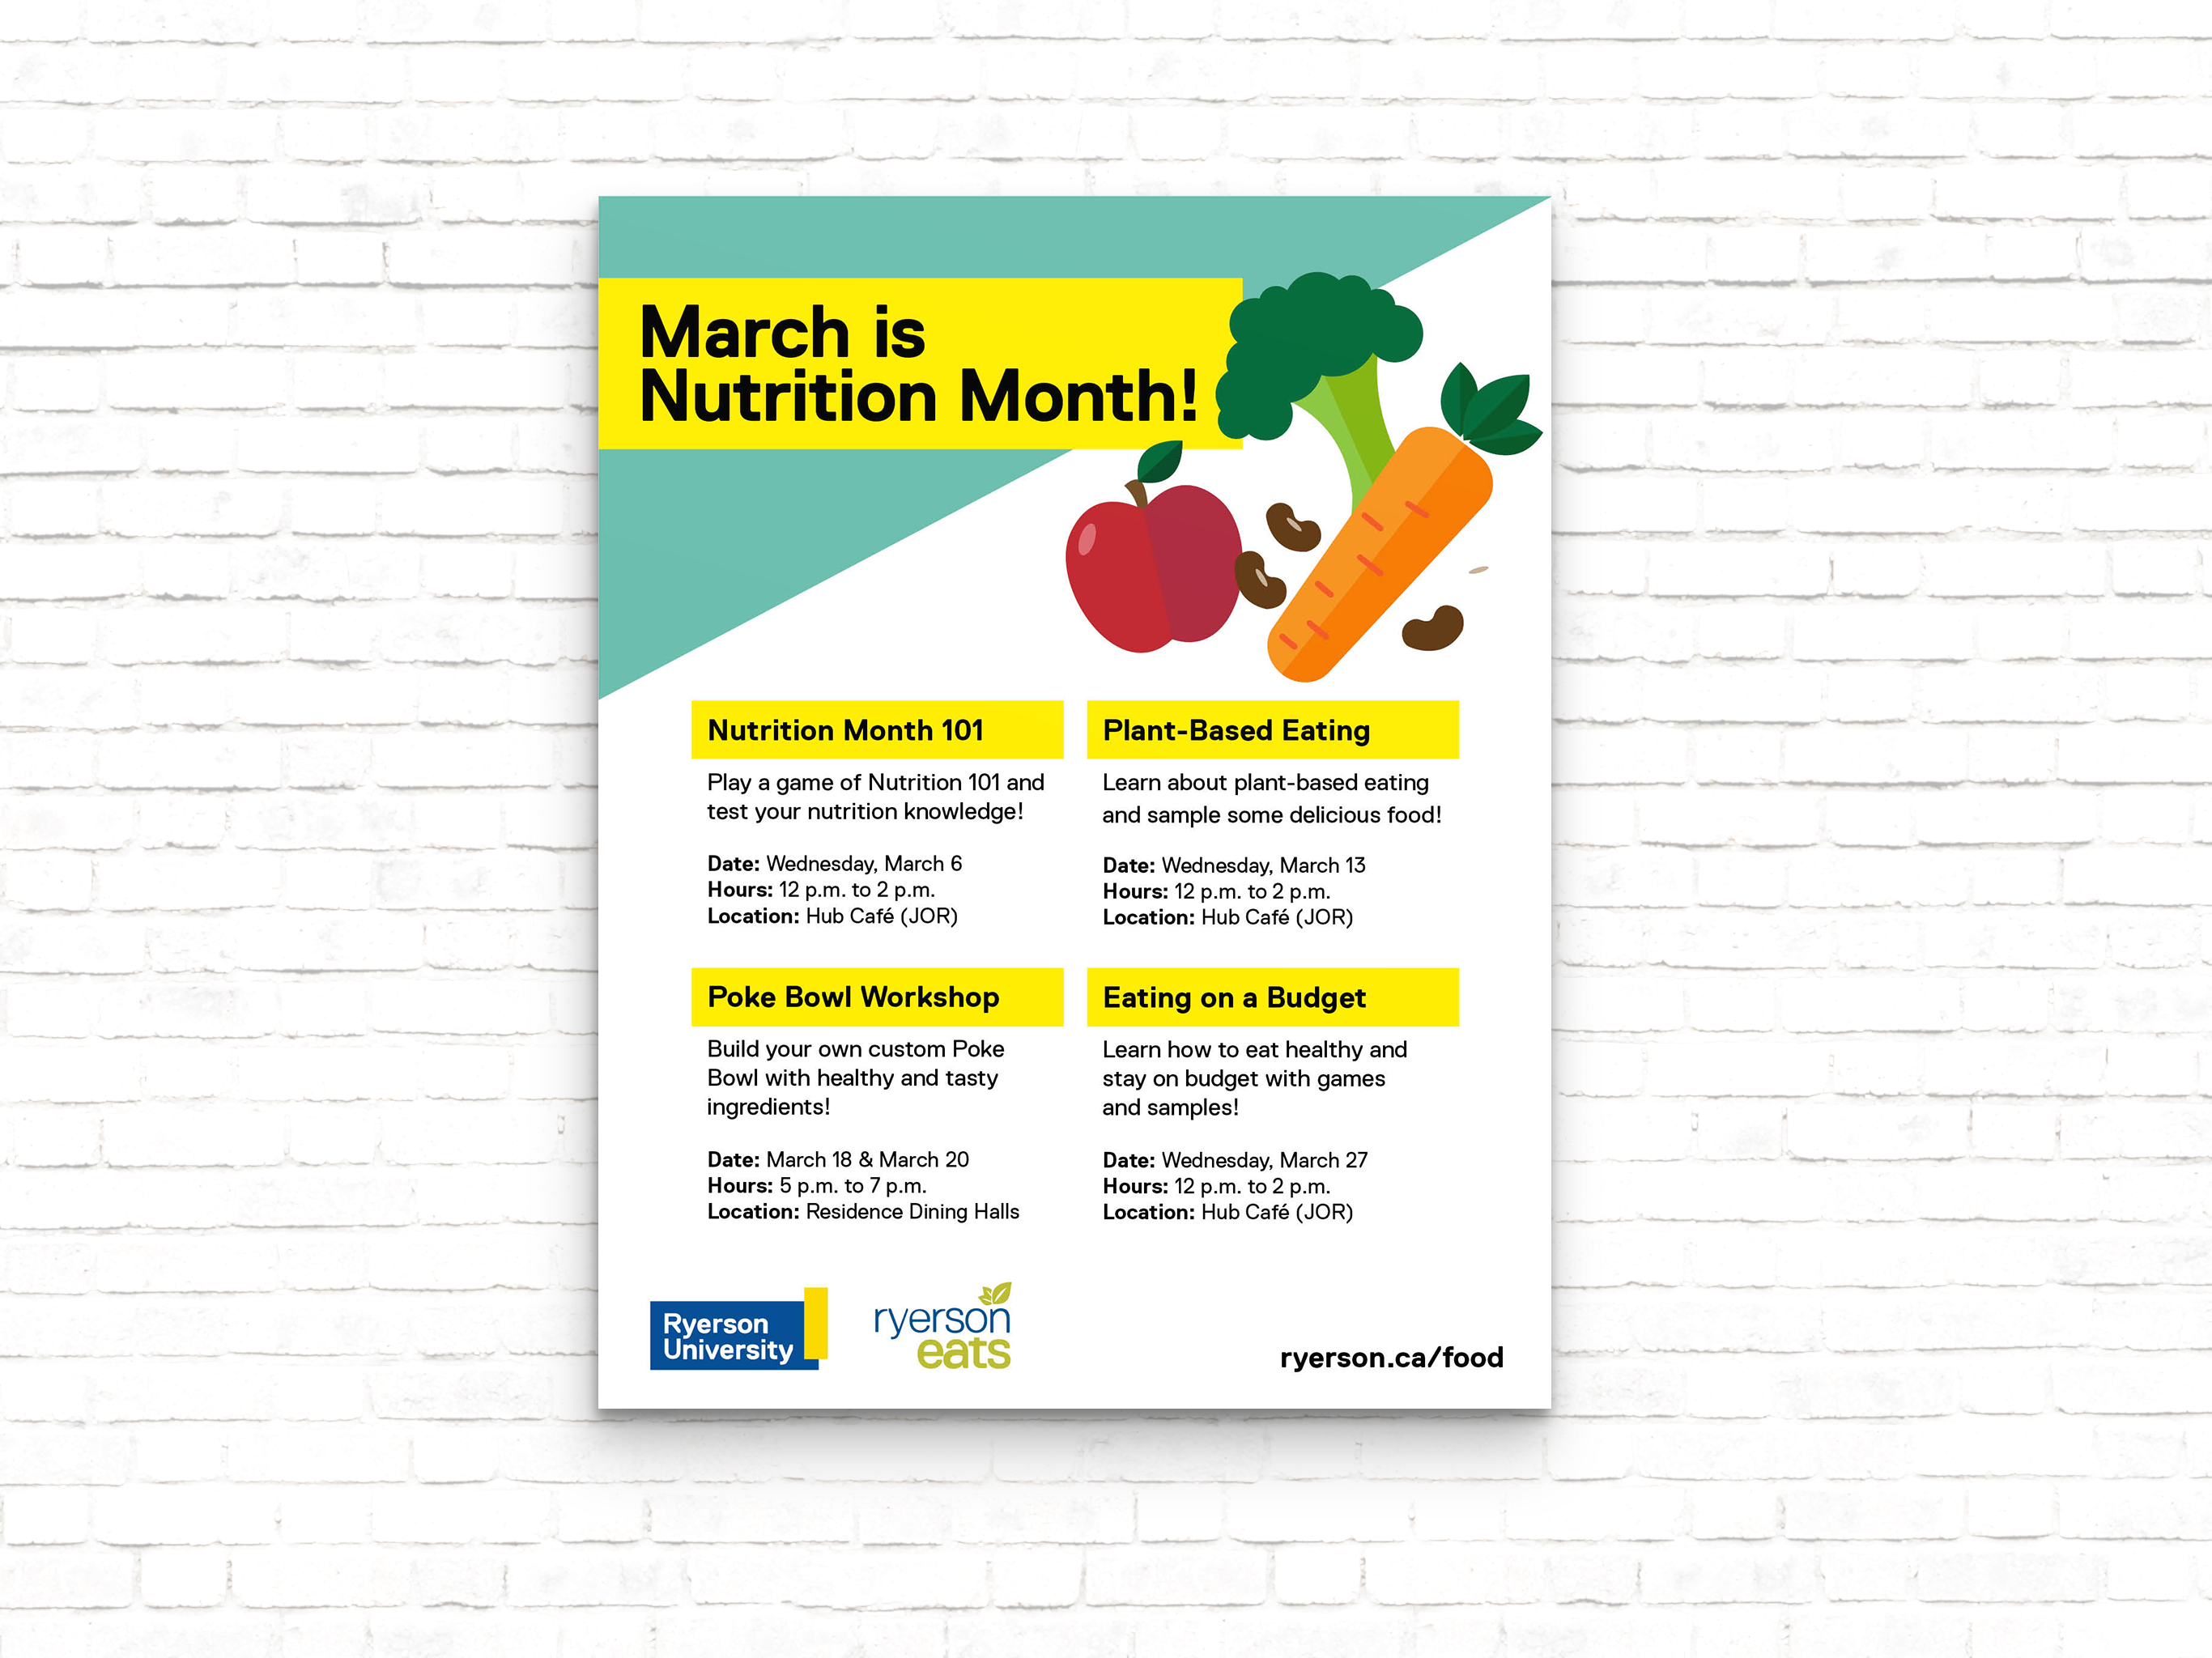 March is
Nutrition Month!
Nutrition Month 101
Play a game of Nutrition 101 and
test your nutrition knowledge!
Date: Wednesday, March 6
Hours: 12 p.m. to 2 p.m.
Location: Hub Café (JOR)
Plant-Based Eating
Learn about plant-based eating
and sample some delicious food!
Date: Wednesday, March 13
Hours: 12 p.m. to 2 p.m.
Location: Hub Café (JOR)
Poke Bowl Workshop
Build your own custom Poke
Bowl with healthy and tasty
ingredients!
Date: March 18 & March 20
Hours: 5 p.m. to 7 p.m.
Location: Residence Dining Halls
Eating on a Budget
Learn how to eat healthy and
stay on budget with games
and samples!
Date: Wednesday, March 27
Hours: 12 p.m. to 2 p.m.
Location: Hub Café (JOR)
Ryerson
University
ryerson
eats
ryerson.ca/food